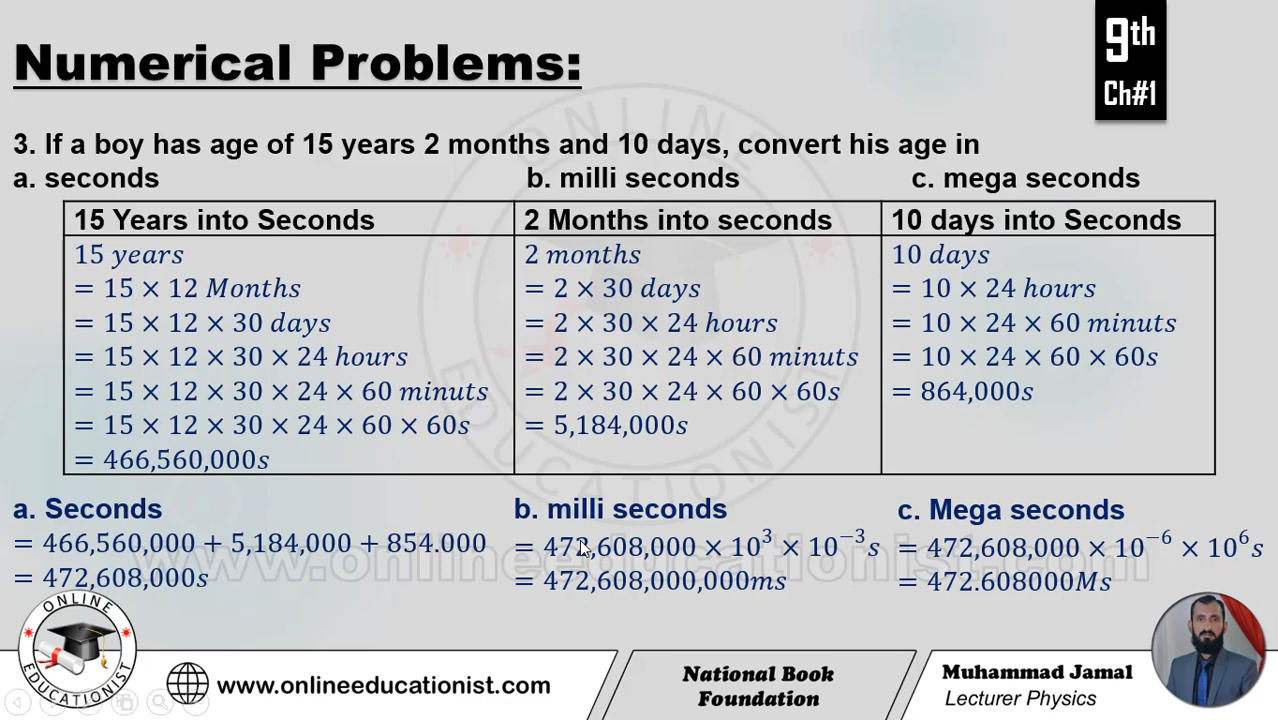 Numerical Problems:
9th
Ch#1
3. If a boy has age of 15 years 2 months and 10 days, convert his age in
a. seconds b. milli seconds c. mega seconds
15 Years into Seconds
15 years
= 15 × 12 Months
= 15 × 12 × 30 days
= 15 × 12 × 30 × 24 hours
= 15 × 12 × 30 × 24 × 60 minuts
= 15 × 12 × 30 × 24 × 60 × 60s
= 466,560,000s
2 Months into seconds
2 months
= 2 × 30 days
= 2 × 30 × 24 hours
= 2 × 30 × 24 × 60 minuts
= 2 × 30 × 24 × 60 × 60s
= 5,184,000s
10 days into Seconds
10 days
= 10 × 24 hours
= 10 × 24 × 60 minuts
= 10 × 24 × 60 × 60s
= 864,000s
a. Seconds
= 466,560,000 + 5,184,000 + 854.000
= 472,608,000s
b. milli seconds
= 472,608,000 × 10³ × 10⁻³s
= 472,608,000,000ms
c. Mega seconds
= 472,608,000 × 10⁻⁶ × 10⁶s
= 472.608000Ms
ONLINE EDUCATIONIST
www.onlineeducationist.com
ONLINE
EDUCATIONIST
www.onlineeducationist.com
National Book
Foundation
Muhammad Jamal
Lecturer Physics